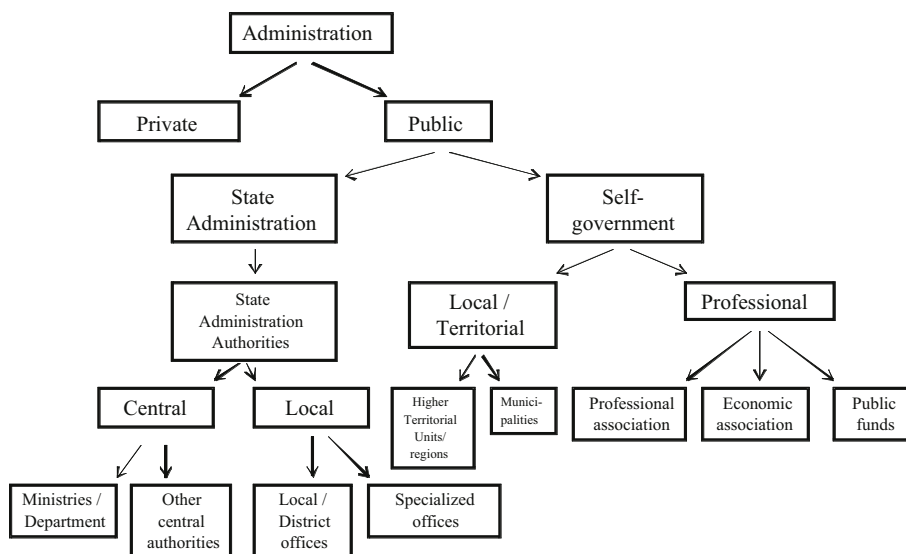 Administration
Private
Public
State
Administration
Self-
government
State
Administration
Authorities
Local /
Territorial
Professional
Central
Local
Higher
Territorial
Units/
regions
Munici-
palities
Professional
association
Economic
association
Public
funds
Ministries /
Department
Other
central
authorities
Local /
District
offices
Specialized
offices